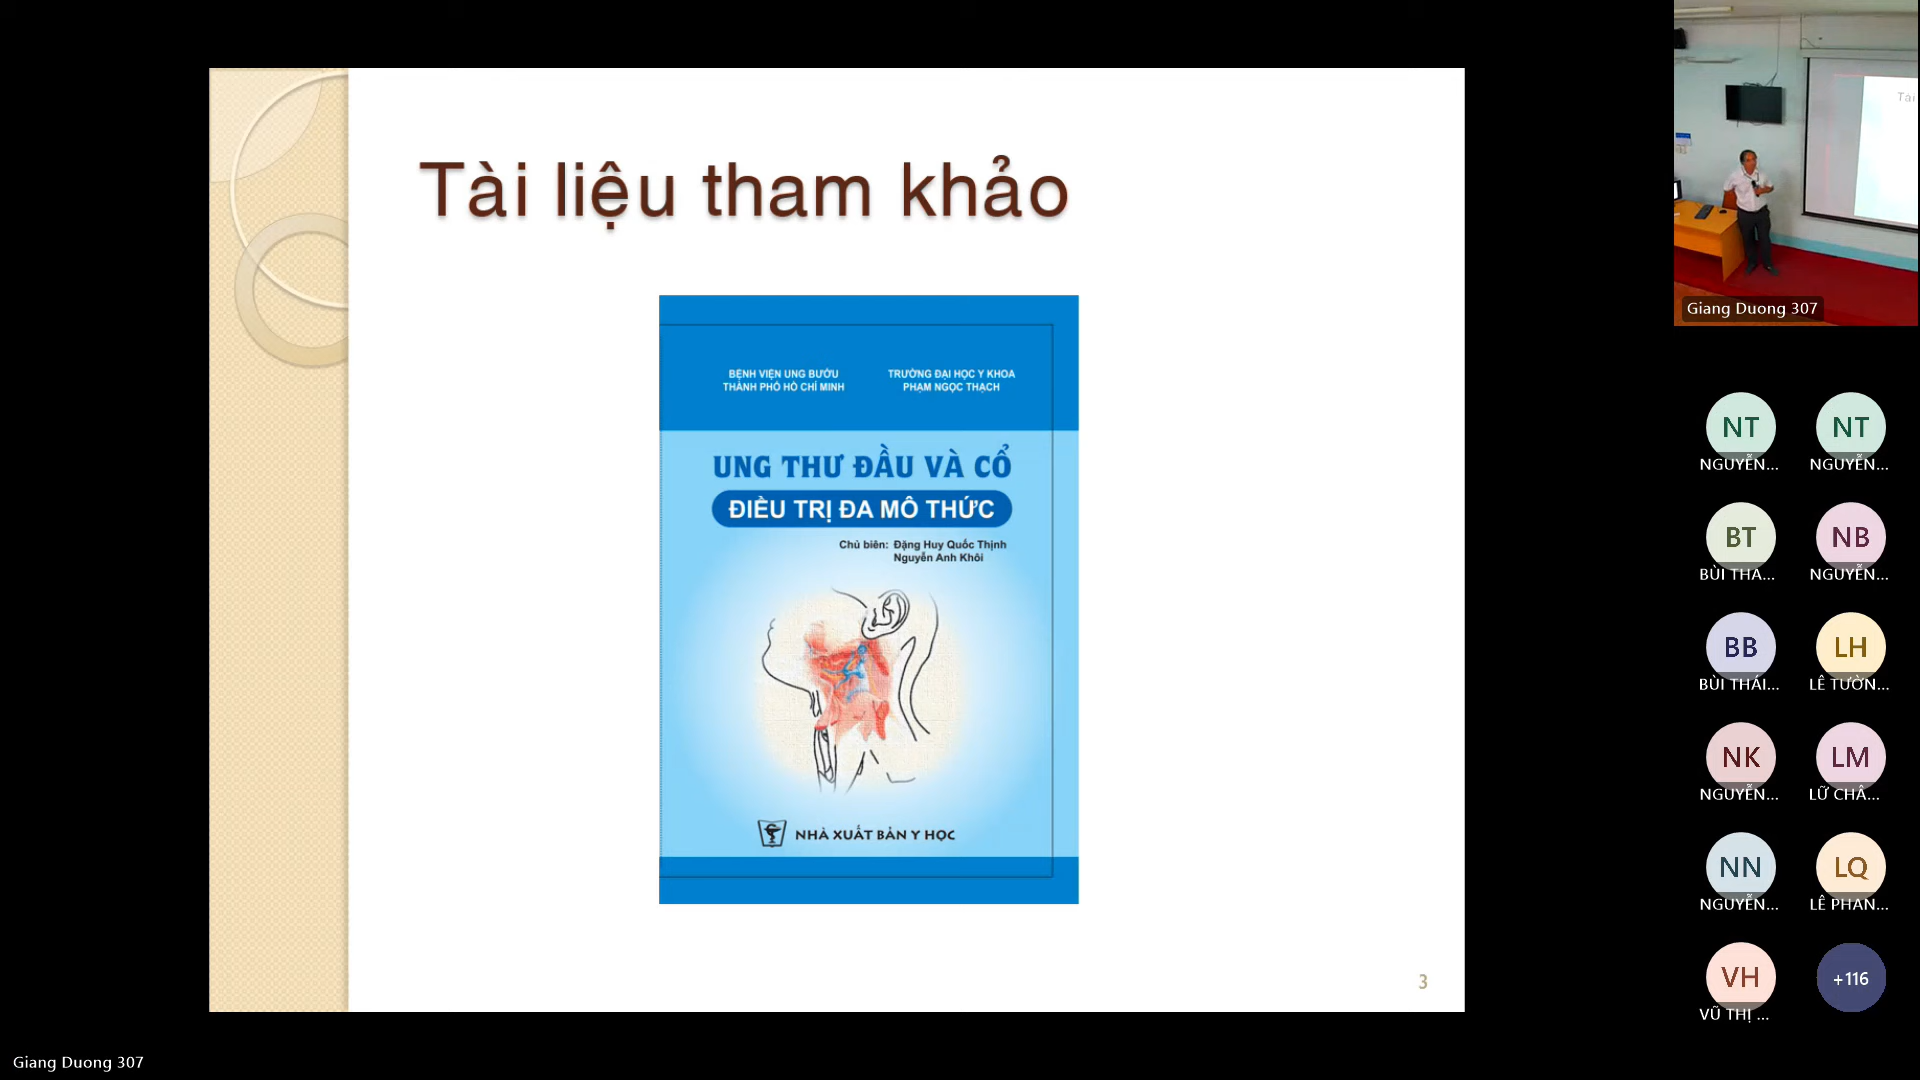 Tài liệu tham khảo
BỆNH VIỆN UNG BƯỚU
THÀNH PHỐ HỒ CHÍ MINH
TRƯỜNG ĐẠI HỌC Y KHOA
PHẠM NGỌC THẠCH
UNG THƯ ĐẦU VÀ CỔ
ĐIỀU TRỊ ĐA MÔ THỨC
Chủ biên: Đặng Huy Quốc Thịnh
Nguyễn Anh Khôi
NHÀ XUẤT BẢN Y HỌC
3
Giang Duong 307
Tai
Giang Duong 307
NT
NGUYỄN...
NT
NGUYỄN...
BT
BÙI THA...
NB
NGUYỄN...
BB
BÙI THÁI...
LH
LÊ TƯỜN...
NK
NGUYỄN...
LM
LỮ CHÂ...
NN
NGUYỄN...
LQ
LÊ PHAN...
VH
VŨ THỊ ...
+116